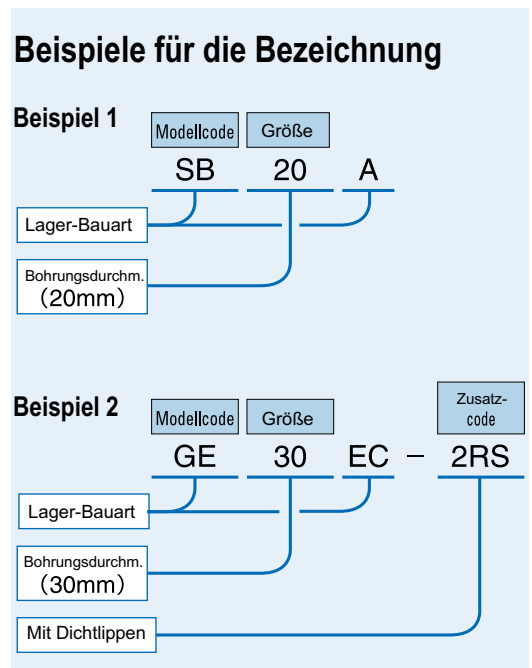 Beispiele für die Bezeichnung
Beispiel 1
Modellcode Größe
SB 20 A
Lager-Bauart
Bohrungsdurchm.
(20mm)
Beispiel 2
Modellcode Größe Zusatz-
code
GE 30 EC – 2RS
Lager-Bauart
Bohrungsdurchm.
(30mm)
Mit Dichtlippen